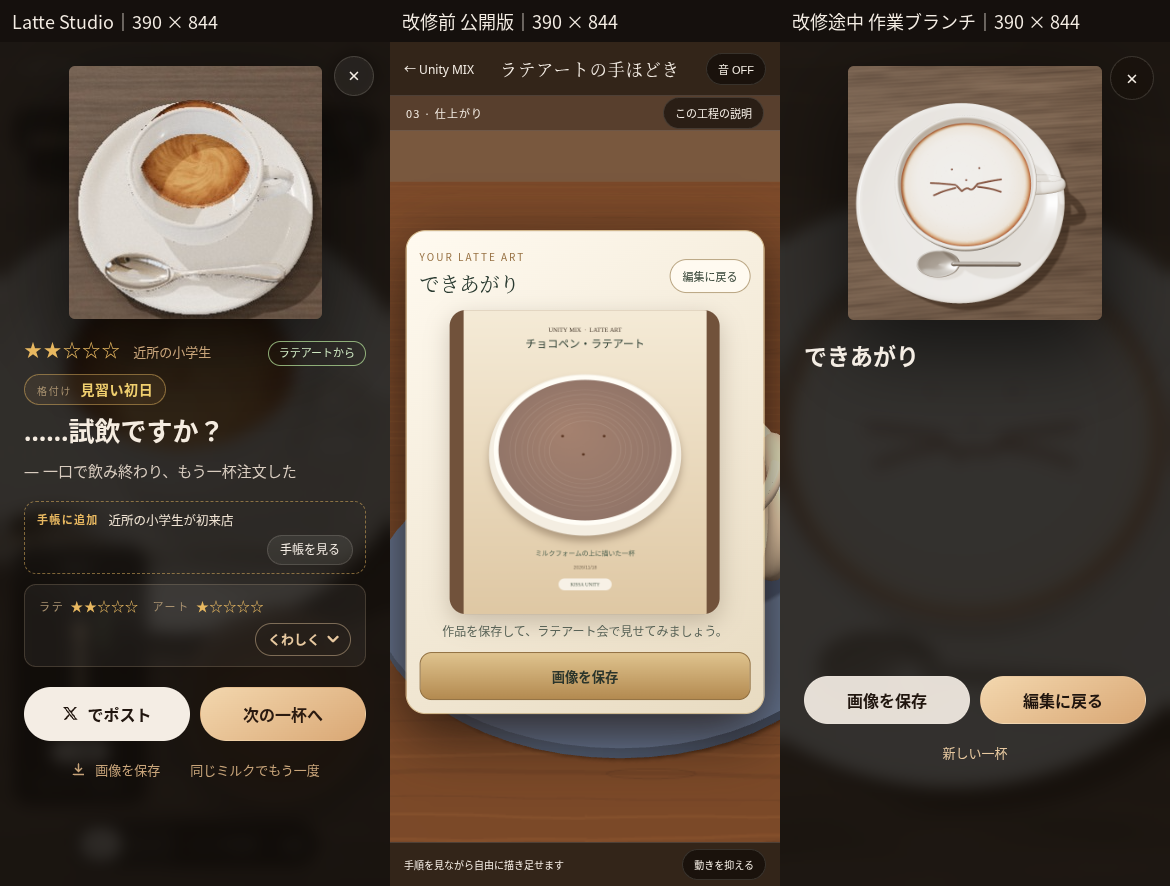 Latte Studio｜390 × 844
×
★★☆☆☆ 近所の小学生
ラテアートから
格付け 見習い初日
……試飲ですか？
— 一口で飲み終わり、もう一杯注文した
手帳に追加 近所の小学生が初来店
手帳を見る
ラテ ★★☆☆☆ アート ★☆☆☆☆
くわしく
X でポスト
次の一杯へ
画像を保存
同じミルクでもう一度
改修前 公開版｜390 × 844
← Unity MIX
ラテアートの手ほどき
音 OFF
03 · 仕上がり
この工程の説明
YOUR LATTE ART
できあがり
編集に戻る
UNITY MIX · LATTE ART
チョコペン・ラテアート
ミルクフォームの上に描いた一杯
作品を保存して、ラテアート会で見せてみましょう。
画像を保存
手順を見ながら自由に描き足せます
動きを抑える
改修途中 作業ブランチ｜390 × 844
×
できあがり
画像を保存
編集に戻る
新しい一杯